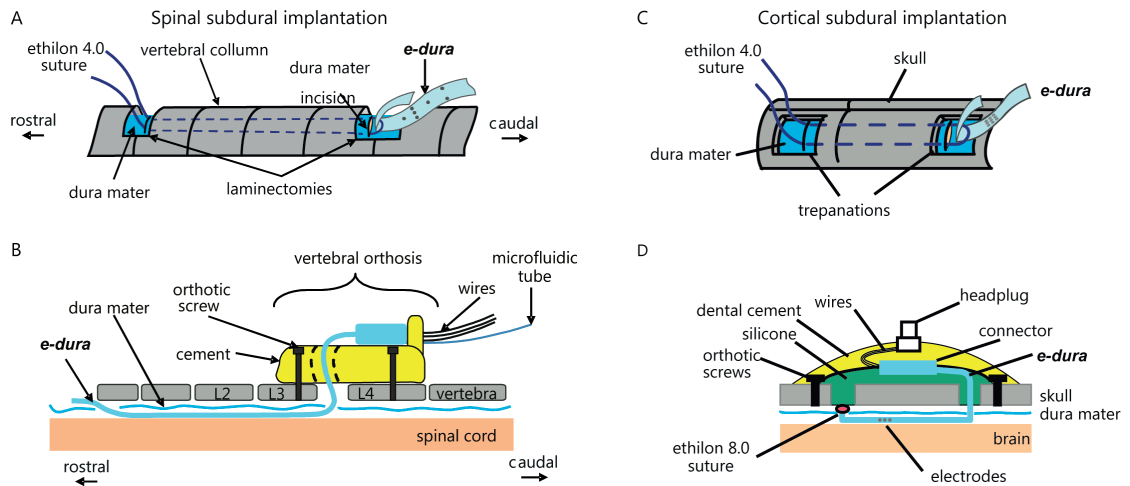 A
Spinal subdural implantation
ethilon 4.0
suture
vertebral collumn
dura mater
incision
e-dura
rostral
caudal
dura mater
laminectomies
B
vertebral orthosis
microfluidic
tube
orthotic
screw
wires
dura mater
e-dura
cement
L2
L3
L4
vertebra
spinal cord
rostral
caudal
C
Cortical subdural implantation
ethilon 4.0
suture
skull
e-dura
dura mater
trepanations
D
headplug
wires
dental cement
silicone
connector
orthotic
screws
e-dura
skull
dura mater
brain
ethilon 8.0
suture
electrodes